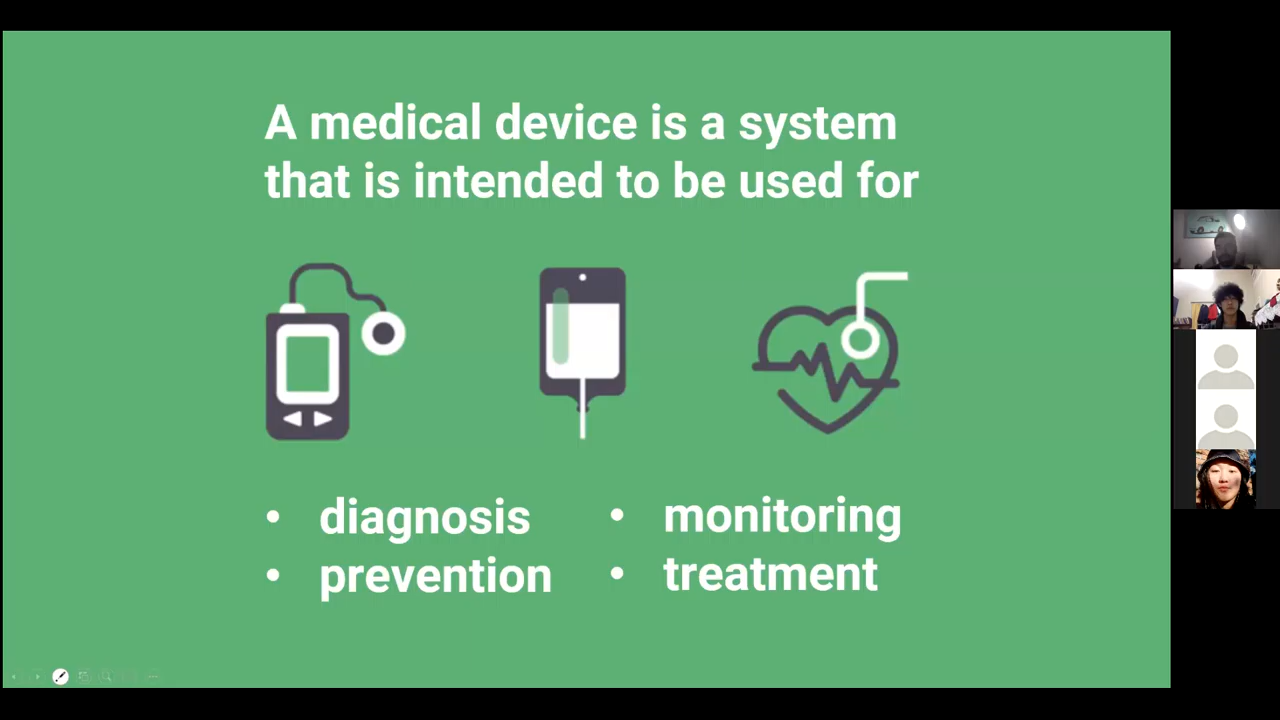 A medical device is a system
that is intended to be used for
• diagnosis
• prevention
• monitoring
• treatment